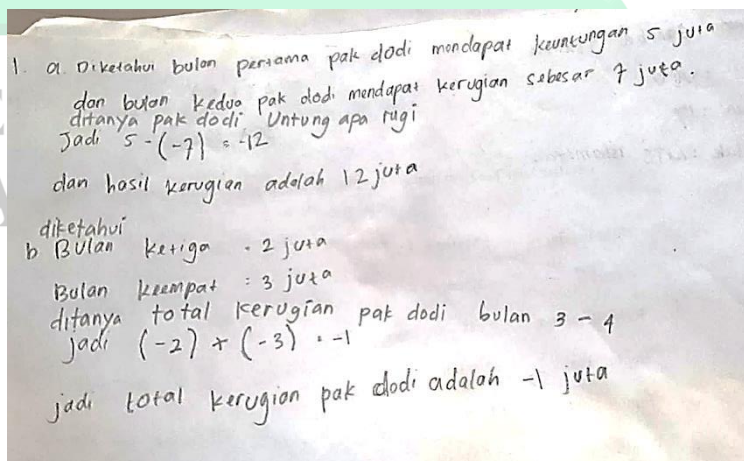 1. a. Diketahui bulan pertama pak dodi mendapat keuntungan 5 juta
dan bulan kedua pak dodi mendapat kerugian sebesar 7 juta.
ditanya pak dodi Untung apa rugi
Jadi 5 - (-7) = -12
dan hasil kerugian adalah 12 juta
diketahui
b Bulan ketiga = 2 juta
Bulan keempat = 3 juta
ditanya total kerugian pak dodi bulan 3 - 4
jadi (-2) + (-3) = -1
jadi total kerugian pak dodi adalah -1 juta